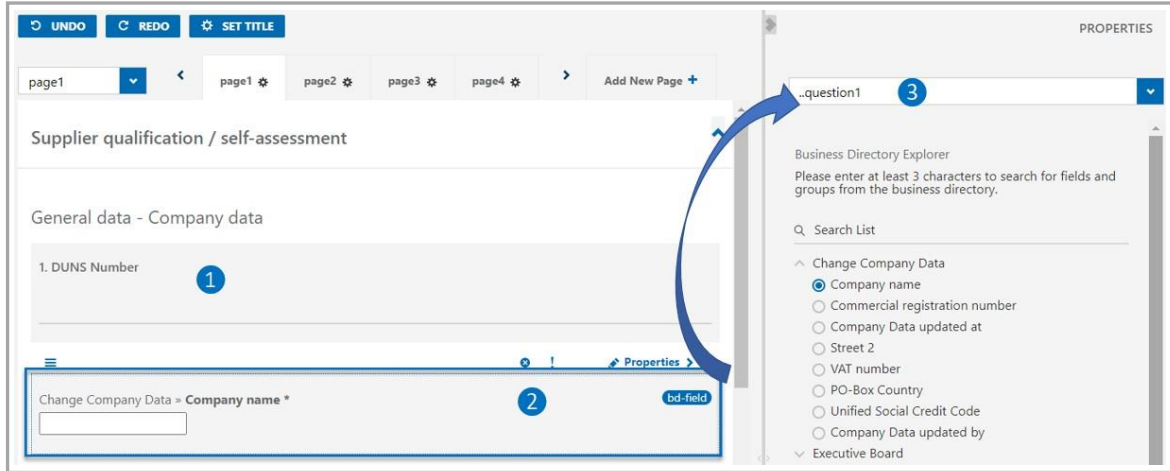 UNDO
REDO
SET TITLE
PROPERTIES
page1
page1
page2
page3
page4
Add New Page +
..question1
3
Supplier qualification / self-assessment
Business Directory Explorer
Please enter at least 3 characters to search for fields and
groups from the business directory.
General data - Company data
Search List
1. DUNS Number
1
Change Company Data
Company name
Commercial registration number
Company Data updated at
Street 2
VAT number
PO-Box Country
Unified Social Credit Code
Company Data updated by
Executive Board
! Properties >
Change Company Data » Company name *
2
bd-field